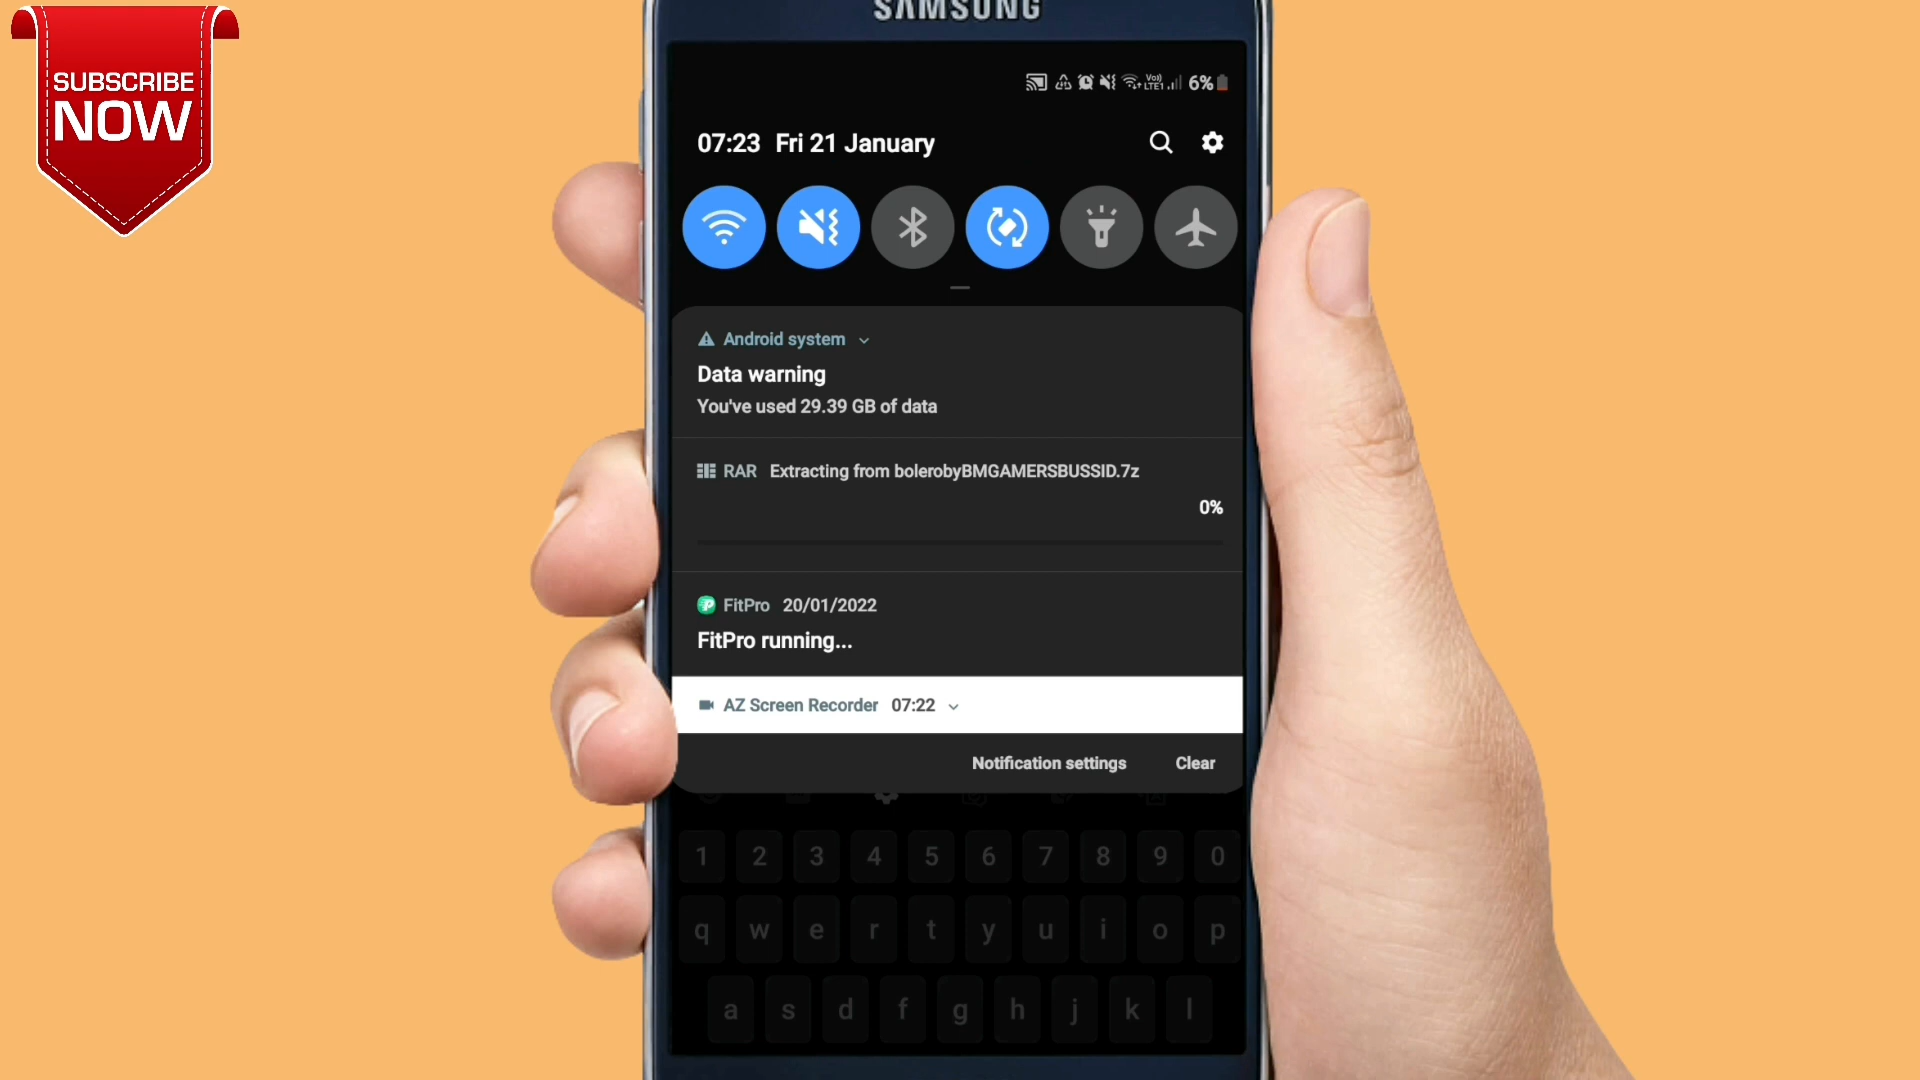 SUBSCRIBE
NOW
SAMSUNG
Vo))
LTE1
6%
07:23 Fri 21 January
Android system
Data warning
You've used 29.39 GB of data
RAR Extracting from bolerobyBMGAMERSBUSSID.7z
0%
FitPro 20/01/2022
FitPro running...
AZ Screen Recorder 07:22
Notification settings Clear
1 2 3 4 5 6 7 8 9 0
q w e r t y u i o p
a s d f g h j k l